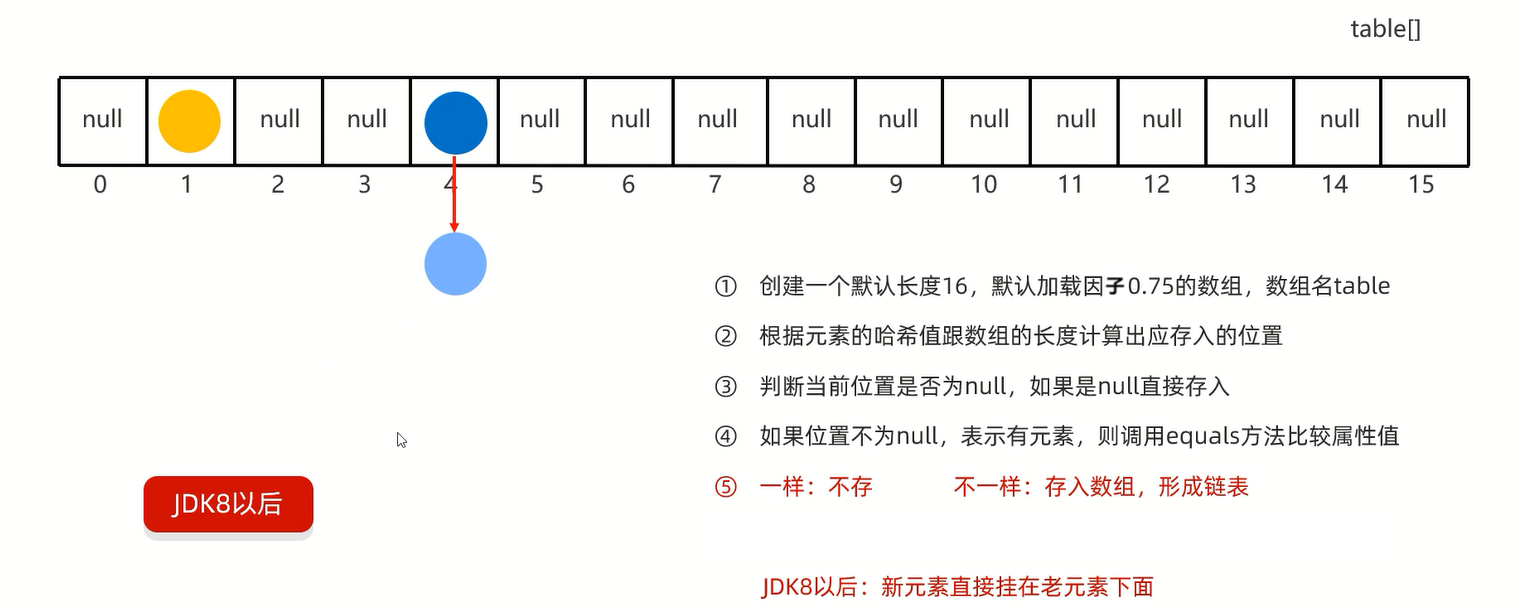 table[]
null null null null null null null null null null null null null null
0 1 2 3 4 5 6 7 8 9 10 11 12 13 14 15
① 创建一个默认长度16，默认加载因子0.75的数组，数组名table
② 根据元素的哈希值跟数组的长度计算出应存入的位置
③ 判断当前位置是否为null，如果是null直接存入
④ 如果位置不为null，表示有元素，则调用equals方法比较属性值
⑤ 一样：不存 不一样：存入数组，形成链表
JDK8以后
JDK8以后：新元素直接挂在老元素下面